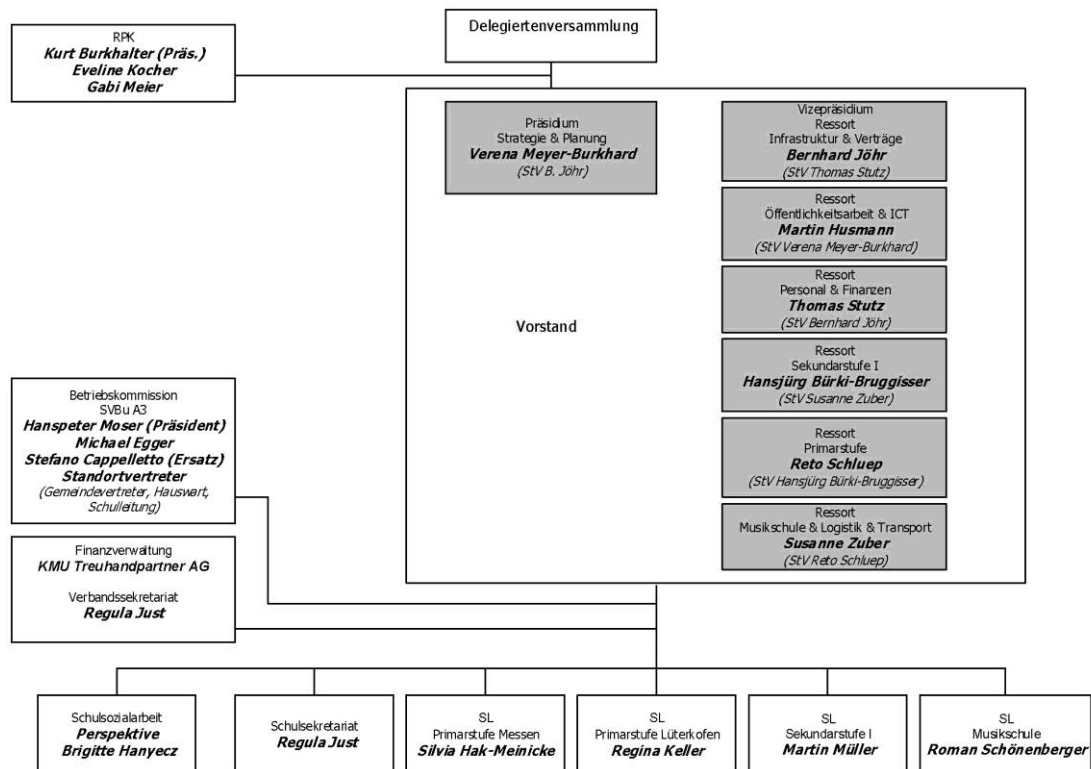 Delegiertenversammlung
RPK
Kurt Burkhalter (Präs.)
Eveline Kocher
Gabi Meier
Präsidium
Strategie & Planung
Verena Meyer-Burkhard
(StV B. Jöhr)
Vizepräsidium
Ressort
Infrastruktur & Verträge
Bernhard Jöhr
(StV Thomas Stutz)
Ressort
Öffentlichkeitsarbeit & ICT
Martin Husmann
(StV Verena Meyer-Burkhard)
Ressort
Personal & Finanzen
Thomas Stutz
(StV Bernhard Jöhr)
Vorstand
Ressort
Sekundarstufe I
Hansjürg Bürki-Bruggisser
(StV Susanne Zuber)
Ressort
Primarstufe
Reto Schluep
(StV Hansjürg Bürki-Bruggisser)
Ressort
Musikschule & Logistik & Transport
Susanne Zuber
(StV Reto Schluep)
Betriebskommission
SVBu A3
Hanspeter Moser (Präsident)
Michael Egger
Stefano Cappelletto (Ersatz)
Standortvertreter
(Gemeindevertreter, Hauswart,
Schulleitung)
Finanzverwaltung
KMU Treuhandpartner AG
Verbandssekretariat
Regula Just
Schulsozialarbeit
Perspektive
Brigitte Hanyecz
Schulsekretariat
Regula Just
SL
Primarstufe Messen
Silvia Hak-Meinicke
SL
Primarstufe Lüterkofen
Regina Keller
SL
Sekundarstufe I
Martin Müller
SL
Musikschule
Roman Schönenberger